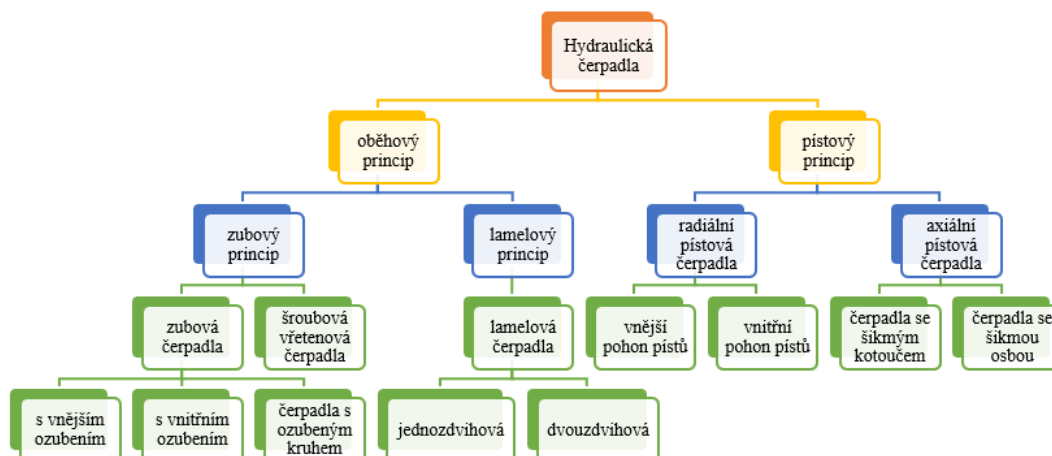 Hydraulická
čerpadla
oběhový
princip
pístový
princip
zubový
princip
lamelový
princip
radiální
pístová
čerpadla
axiální
pístová
čerpadla
zubová
čerpadla
šroubová
vřetenová
čerpadla
lamelová
čerpadla
vnější
pohon pístů
vnitřní
pohon pístů
čerpadla se
šikmým
kotoučem
čerpadla se
šikmou
osbou
s vnějším
ozubením
s vnitřním
ozubením
čerpadla s
ozubeným
kruhem
jednozdvihová
dvouzdvihová